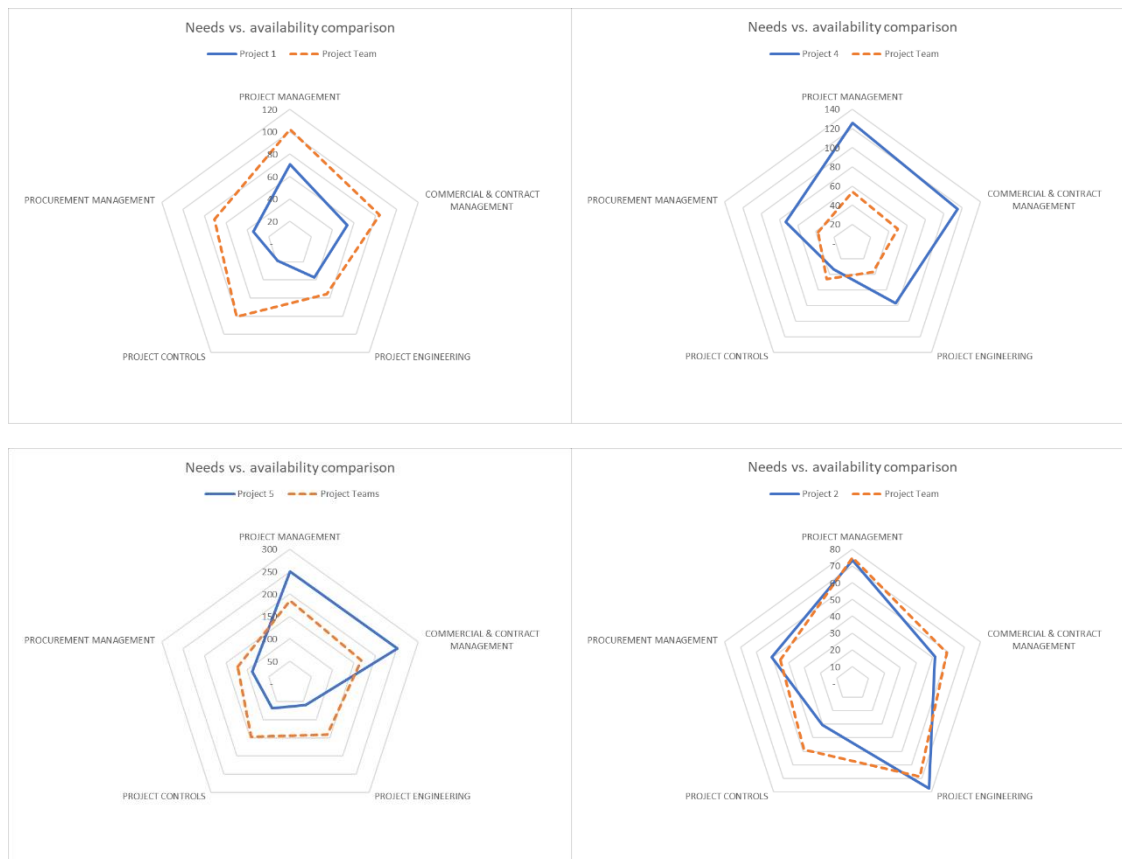 Needs vs. availability comparison
Project 1 Project Team
PROJECT MANAGEMENT
120
100
80
60
40
20
-
COMMERCIAL & CONTRACT
MANAGEMENT
PROJECT ENGINEERING
PROJECT CONTROLS
PROCUREMENT MANAGEMENT
Needs vs. availability comparison
Project 4 Project Team
PROJECT MANAGEMENT
140
120
100
80
60
40
20
-
COMMERCIAL & CONTRACT
MANAGEMENT
PROJECT ENGINEERING
PROJECT CONTROLS
PROCUREMENT MANAGEMENT
Needs vs. availability comparison
Project 5 Project Teams
PROJECT MANAGEMENT
300
250
200
150
100
50
-
COMMERCIAL & CONTRACT
MANAGEMENT
PROJECT ENGINEERING
PROJECT CONTROLS
PROCUREMENT MANAGEMENT
Needs vs. availability comparison
Project 2 Project Team
PROJECT MANAGEMENT
80
70
60
50
40
30
20
10
-
COMMERCIAL & CONTRACT
MANAGEMENT
PROJECT ENGINEERING
PROJECT CONTROLS
PROCUREMENT MANAGEMENT